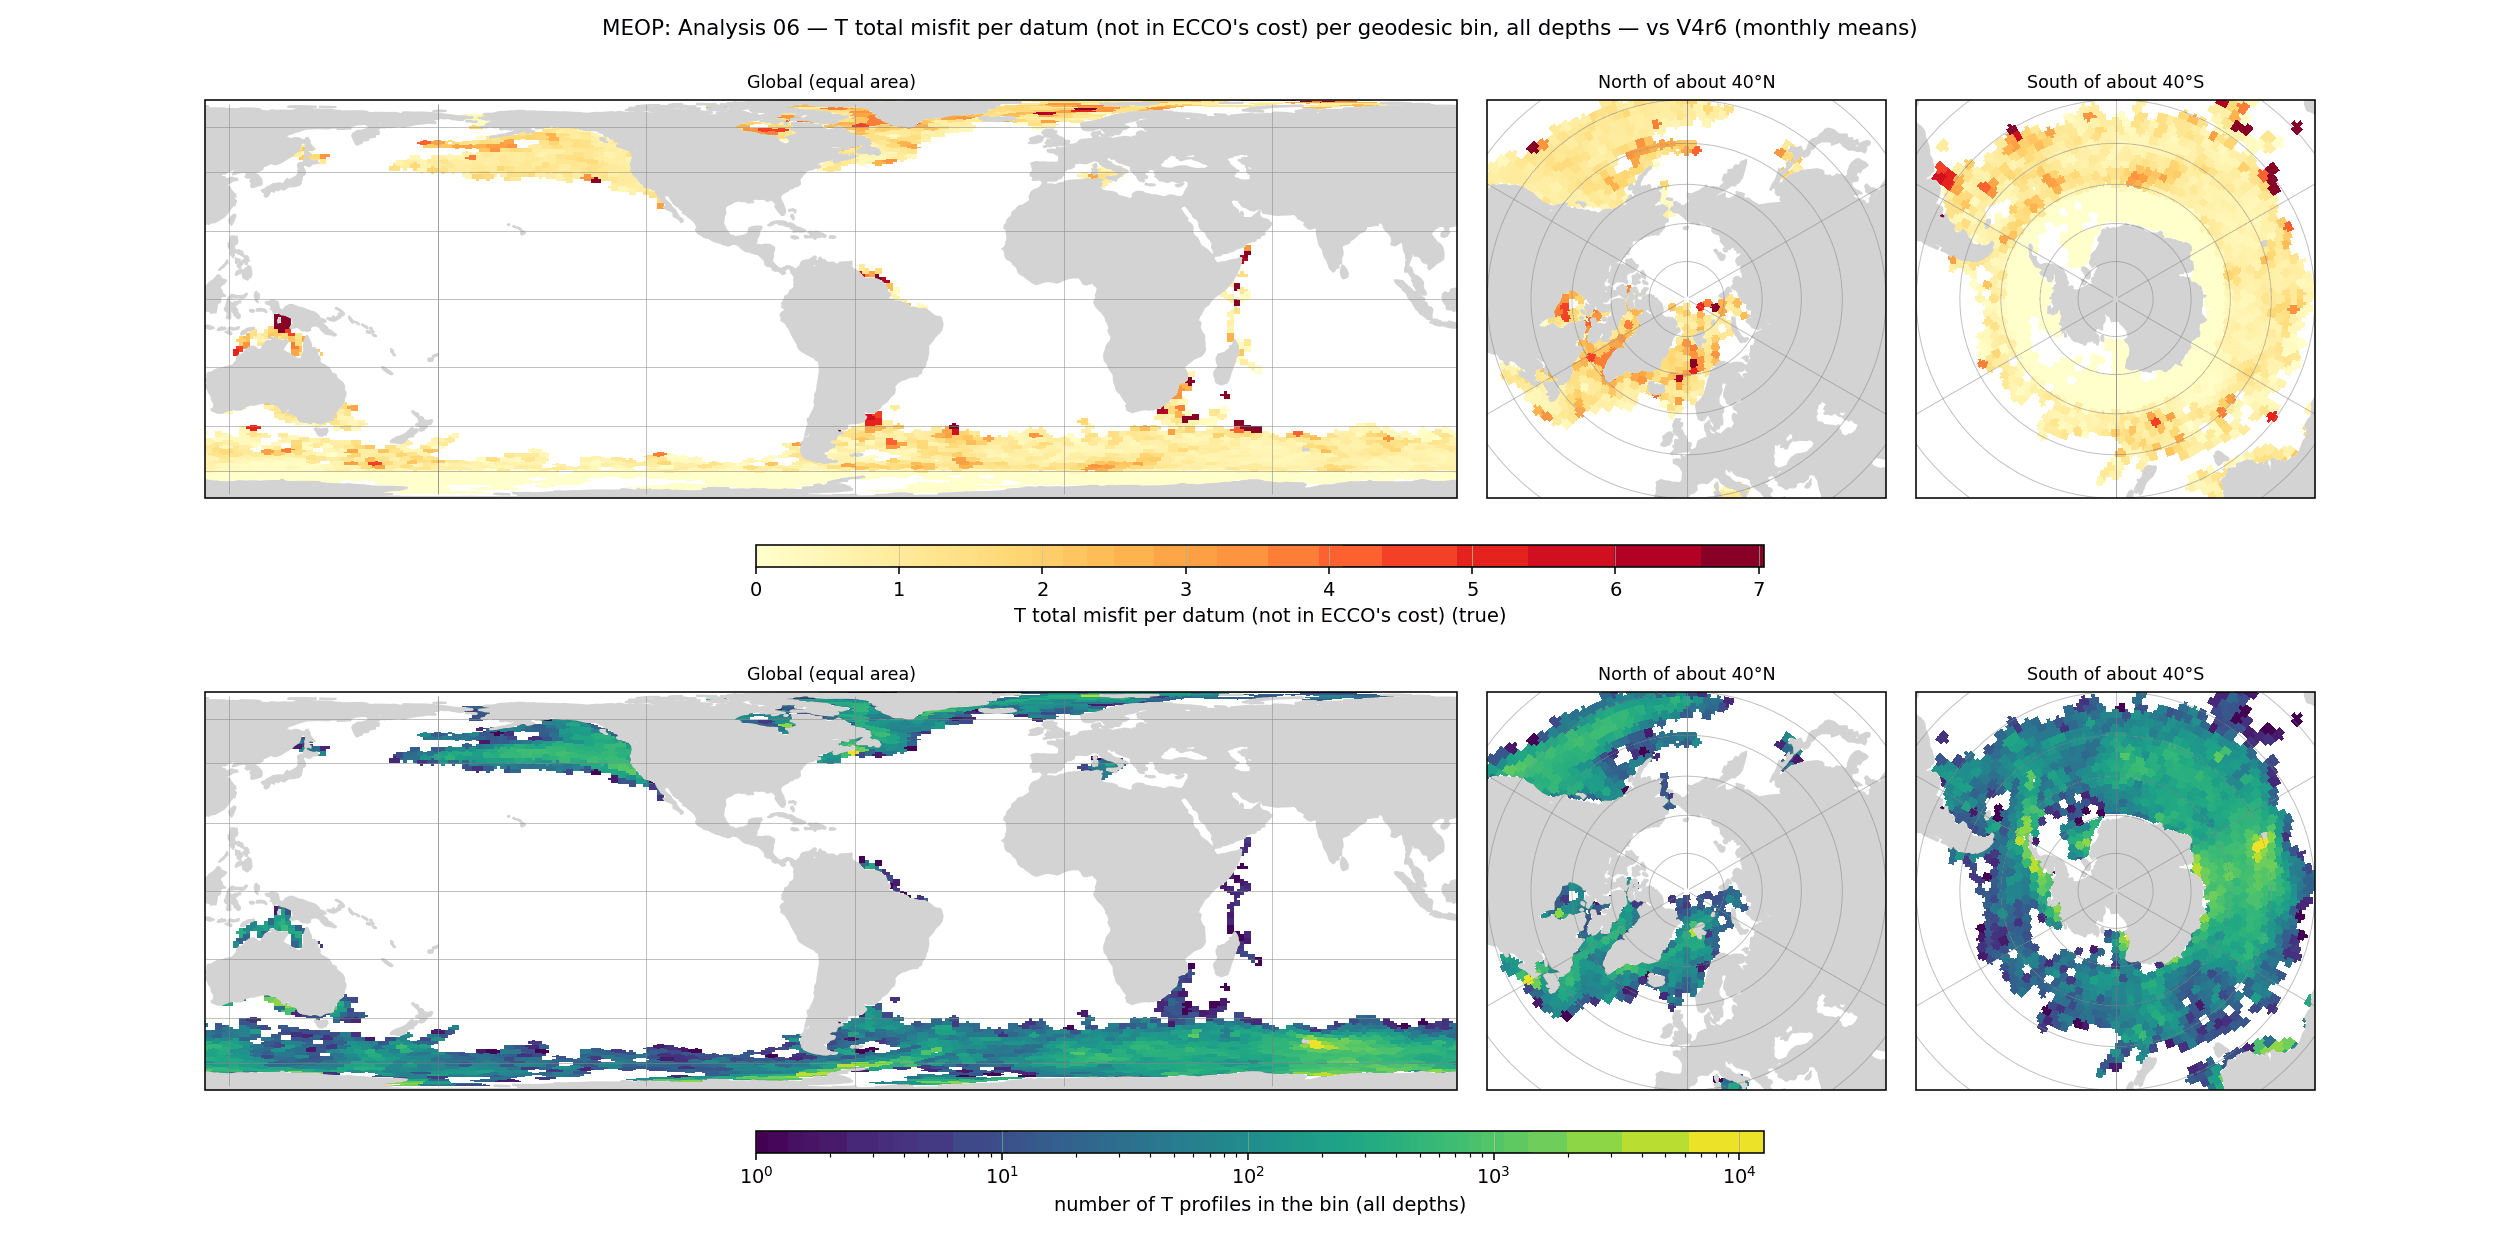 MEOP: Analysis 06 — T total misfit per datum (not in ECCO's cost) per geodesic bin, all depths — vs V4r6 (monthly means)
Global (equal area)
North of about 40°N
South of about 40°S
0 1 2 3 4 5 6 7
T total misfit per datum (not in ECCO's cost) (true)
Global (equal area)
North of about 40°N
South of about 40°S
10⁰ 10¹ 10² 10³ 10⁴
number of T profiles in the bin (all depths)